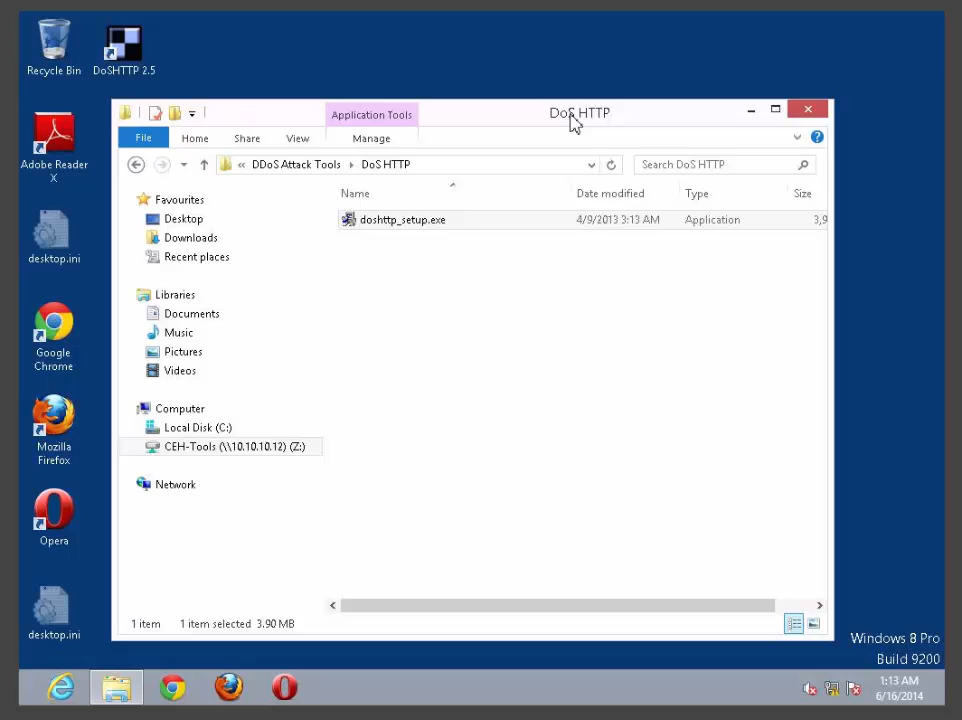 Recycle Bin
DoSHTTP 2.5
Adobe Reader
X
desktop.ini
Google
Chrome
Mozilla
Firefox
Opera
desktop.ini
Application Tools
DoS HTTP
File
Home
Share
View
Manage
« DDoS Attack Tools DoS HTTP
Search DoS HTTP
Name
Date modified
Type
Size
doshttp_setup.exe
4/9/2013 3:13 AM
Application
3,9
Favourites
Desktop
Downloads
Recent places
Libraries
Documents
Music
Pictures
Videos
Computer
Local Disk (C:)
CEH-Tools (\\10.10.10.12) (Z:)
Network
1 item
1 item selected 3.90 MB
Windows 8 Pro
Build 9200
1:13 AM
6/16/2014